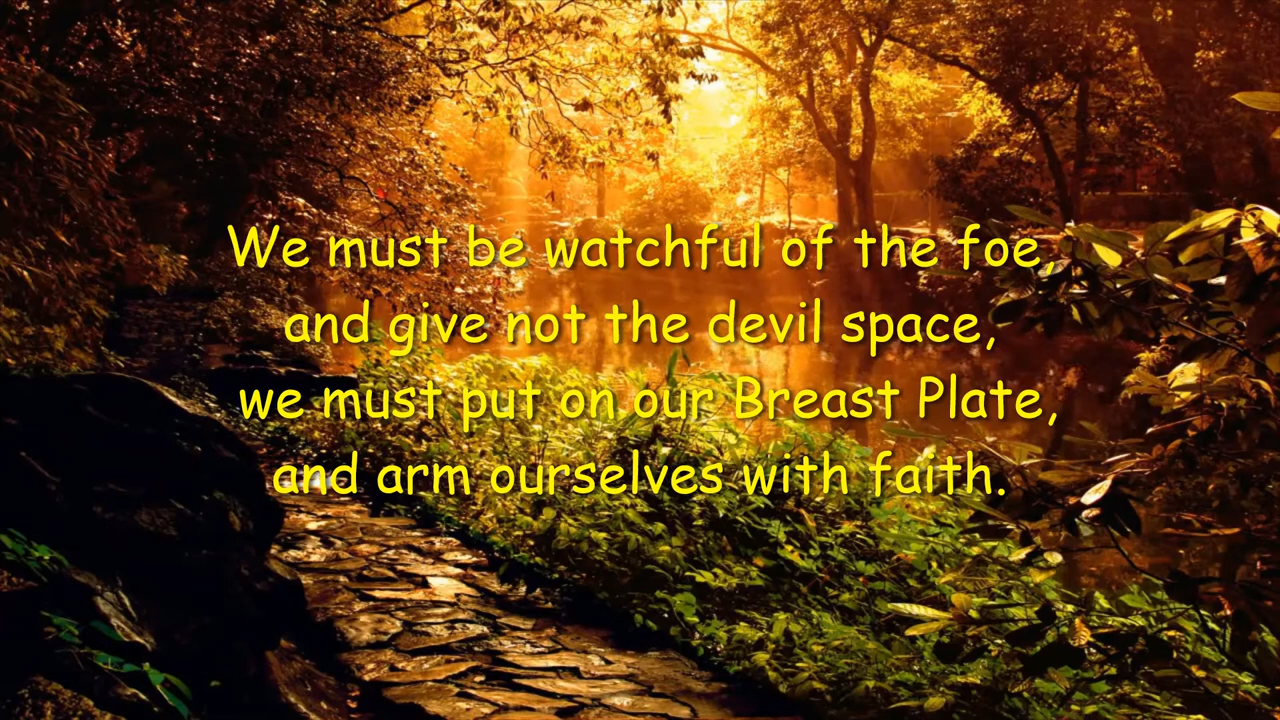 We must be watchful of the foe,
and give not the devil space,
we must put on our Breast Plate,
and arm ourselves with faith.